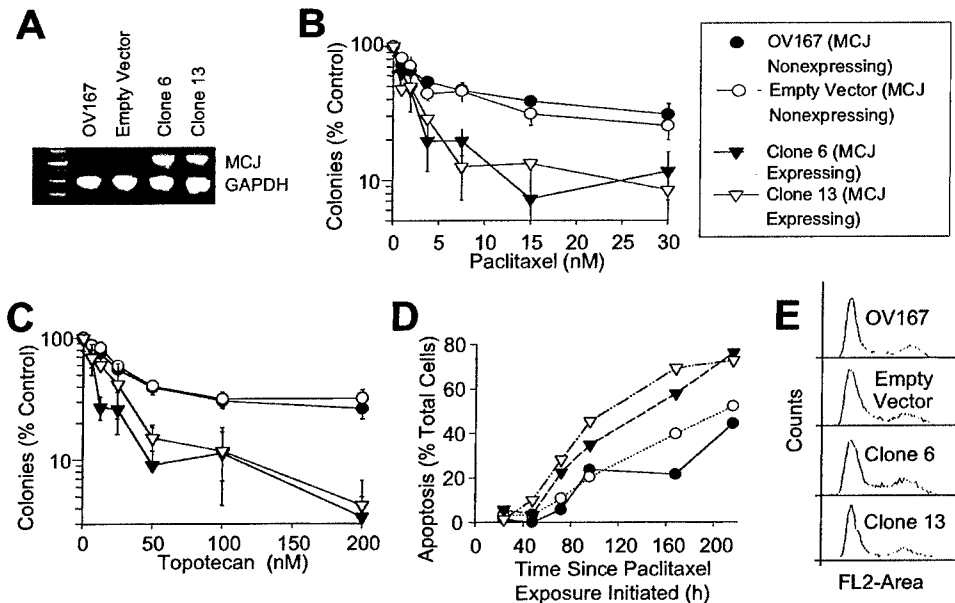 A
OV167
Empty Vector
Clone 6
Clone 13
MCJ
GAPDH
B
Colonies (% Control)
100
10
0
5
10
15
20
25
30
Paclitaxel (nM)
OV167 (MCJ
Nonexpressing)
Empty Vector (MCJ
Nonexpressing)
Clone 6 (MCJ
Expressing)
Clone 13 (MCJ
Expressing)
C
Colonies (% Control)
100
10
0
50
100
150
200
Topotecan (nM)
D
Apoptosis (% Total Cells)
80
60
40
20
0
0
40
80
120
160
200
Time Since Paclitaxel
Exposure Initiated (h)
E
Counts
OV167
Empty
Vector
Clone 6
Clone 13
FL2-Area